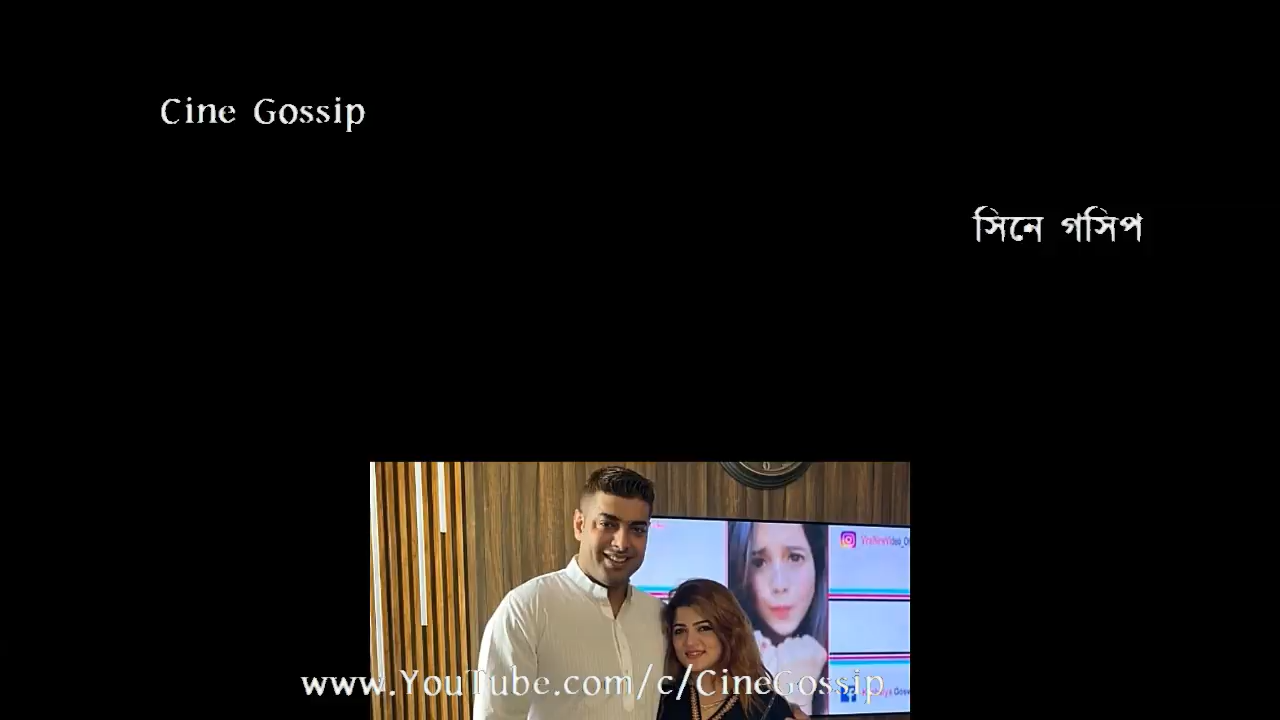 Cine Gossip
সিনে গসিপ
www.YouTube.com/c/CineGossip